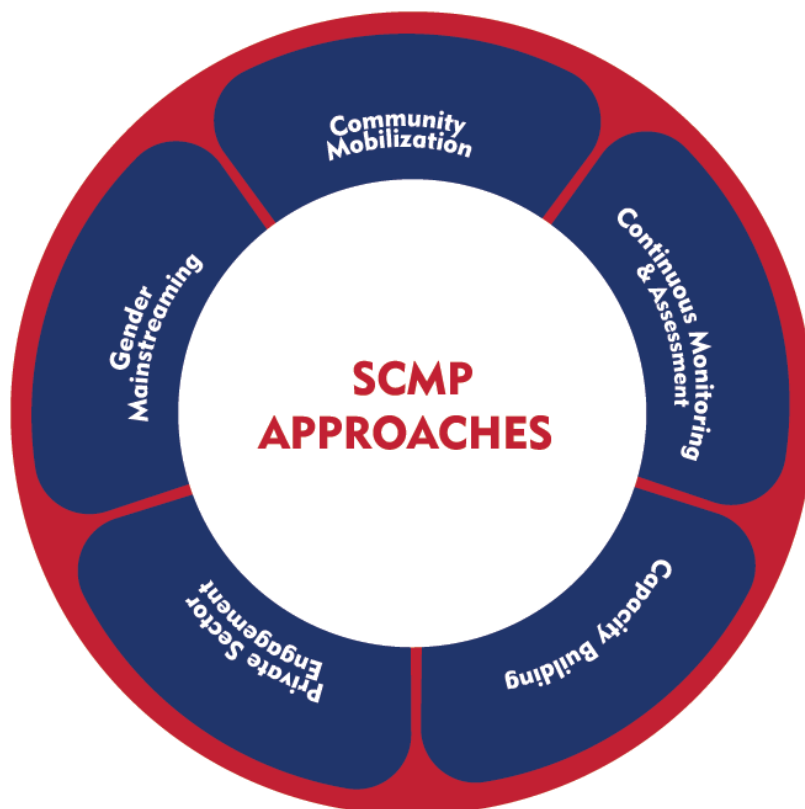 Community
Mobilization
Continuous Monitoring
& Assessment
Capacity Building
Private Sector
Engagement
Gender
Mainstreaming
SCMP
APPROACHES